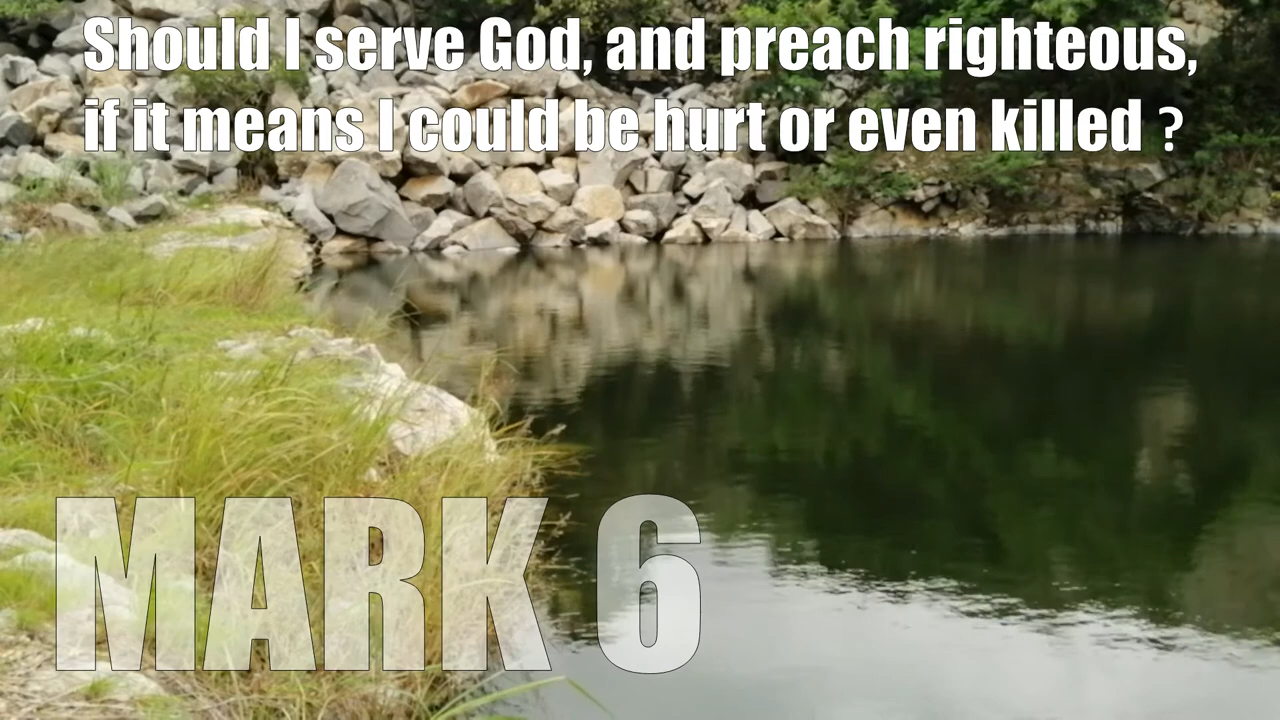 Should I serve God, and preach righteous,
if it means I could be hurt or even killed ?
MARK 6